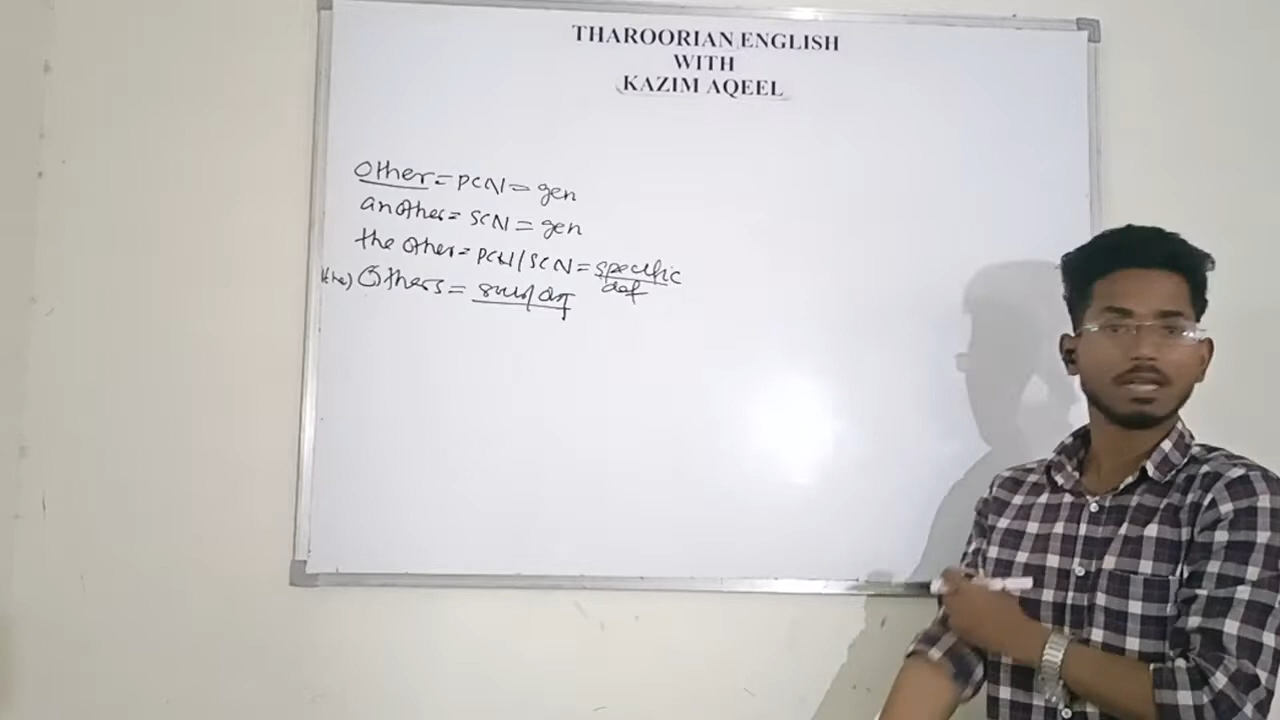 THAROORIAN ENGLISH
WITH
KAZIM AQEEL
Other = PCN = gen
another = SCN = gen
the other = PCN/SCN = specific
def
(the) Others =